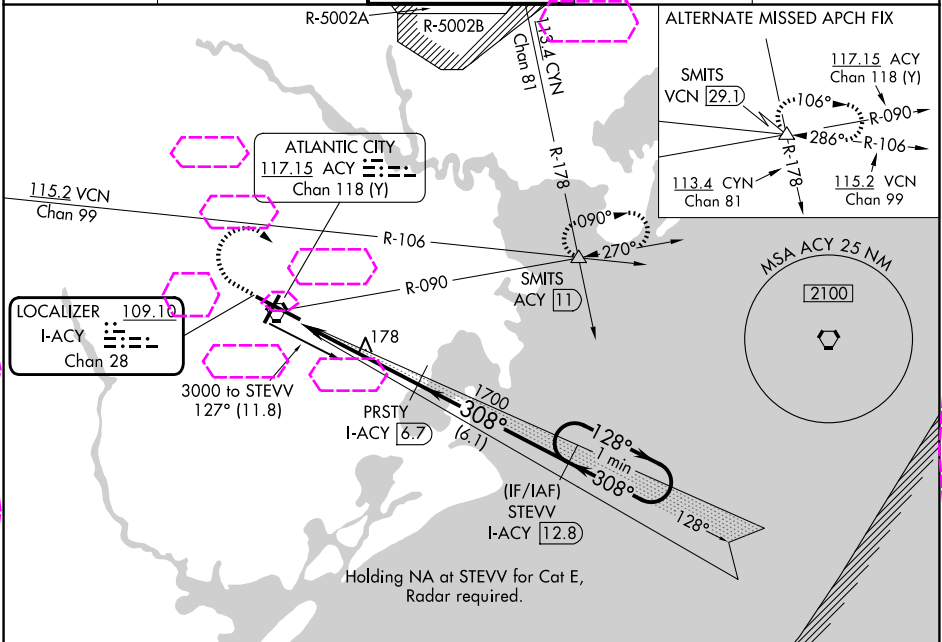 R-5002A
R-5002B
113.4 CYN
Chan 81
R-178
ALTERNATE MISSED APCH FIX
SMITS
VCN 29.1
117.15 ACY
Chan 118 (Y)
106°
R-090
286°
R-106
R-178
113.4 CYN
Chan 81
115.2 VCN
Chan 99
ATLANTIC CITY
117.15 ACY
Chan 118 (Y)
115.2 VCN
Chan 99
R-106
R-090
090°
270°
SMITS
ACY 11
MSA ACY 25 NM
2100
LOCALIZER 109.10
I-ACY
Chan 28
178
3000 to STEVV
127° (11.8)
PRSTY
I-ACY 6.7
1700
308°
(6.1)
128°
1 min
308°
(IF/IAF)
STEVV
I-ACY 12.8
128°
Holding NA at STEVV for Cat E,
Radar required.